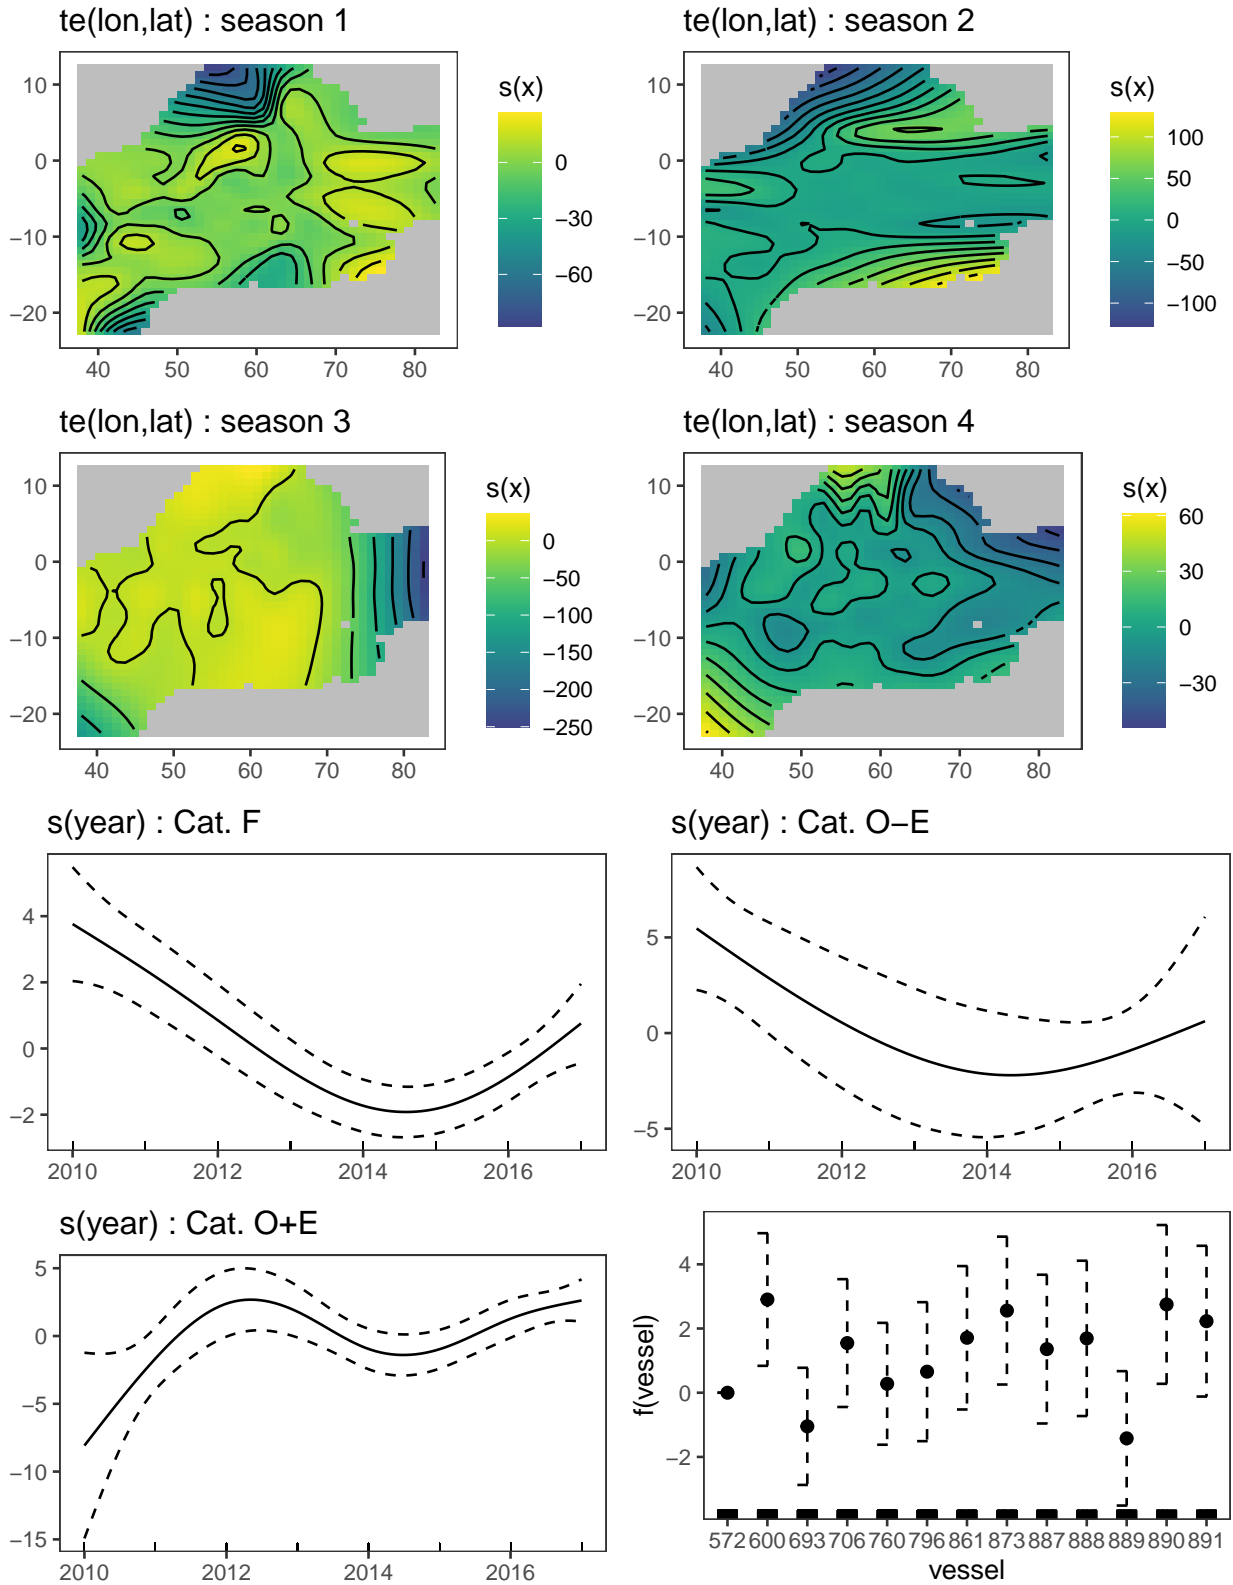 te(lon,lat) : season 1
te(lon,lat) : season 2
10
0
−10
−20
40 50 60 70 80
s(x)
0
−30
−60
10
0
−10
−20
40 50 60 70 80
s(x)
100
50
0
−50
−100
te(lon,lat) : season 3
te(lon,lat) : season 4
10
0
−10
−20
40 50 60 70 80
s(x)
0
−50
−100
−150
−200
−250
10
0
−10
−20
40 50 60 70 80
s(x)
60
30
0
−30
s(year) : Cat. F
s(year) : Cat. O−E
4
2
0
−2
2010 2012 2014 2016
5
0
−5
2010 2012 2014 2016
s(year) : Cat. O+E
5
0
−5
−10
−15
2010 2012 2014 2016
f(vessel)
4
2
0
−2
572 600 693 706 760 796 861 873 887 888 889 890 891
vessel